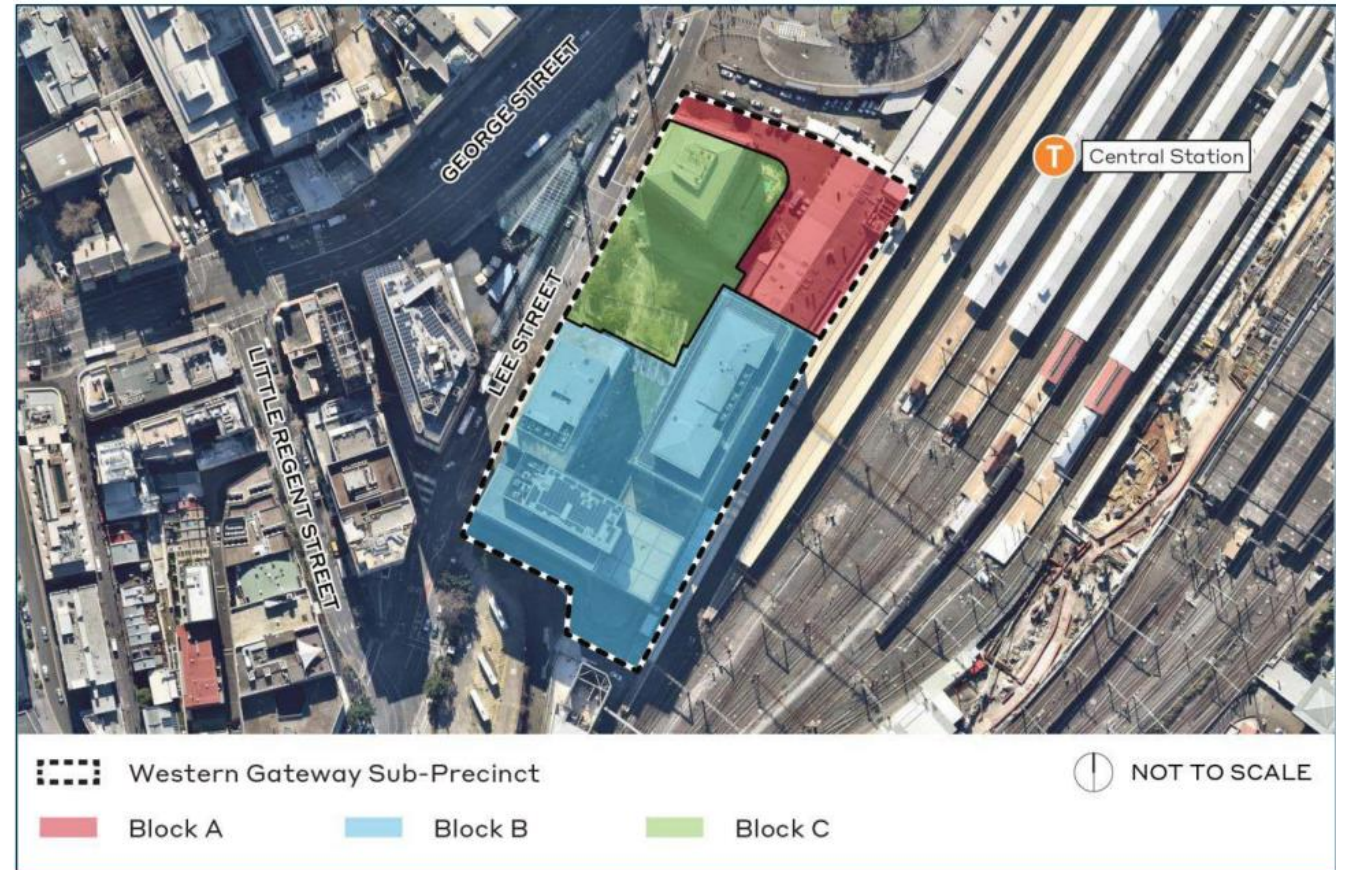 GEORGE STREET
T
Central Station
LEE STREET
LITTLE REGENT STREET
Western Gateway Sub-Precinct
NOT TO SCALE
Block A
Block B
Block C